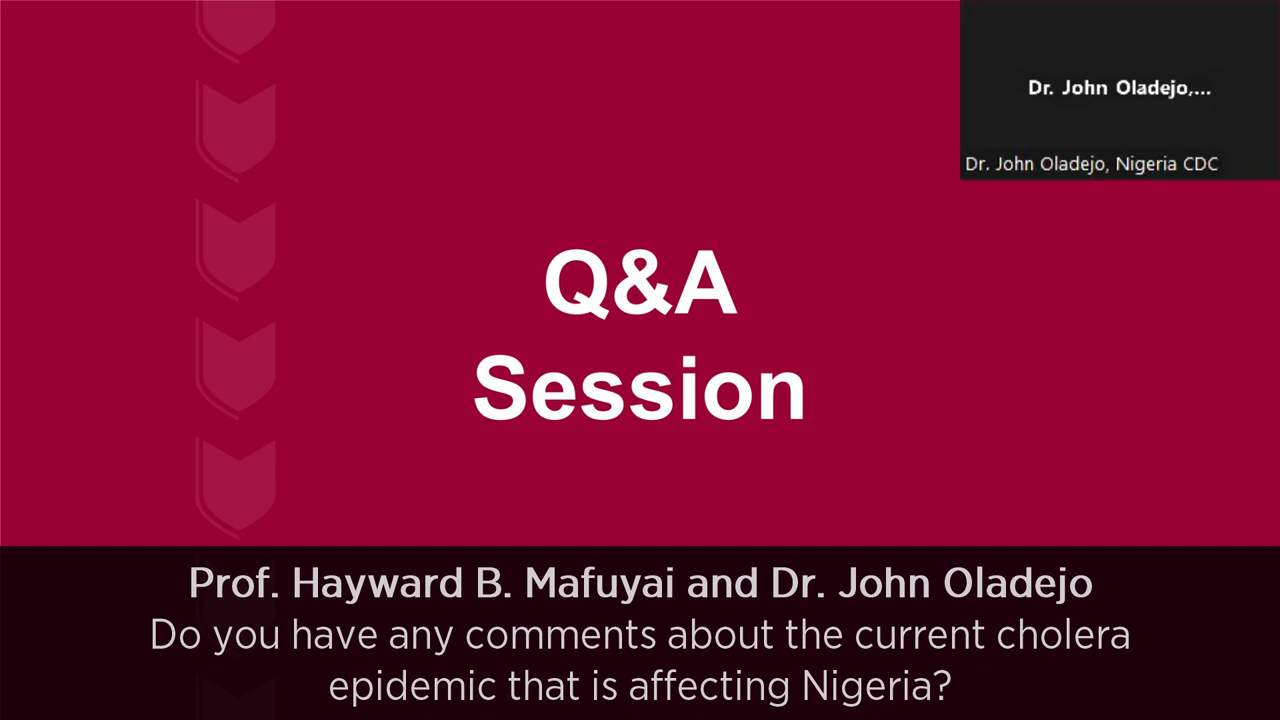 Dr. John Oladejo,...
Dr. John Oladejo, Nigeria CDC
Q&A
Session
Prof. Hayward B. Mafuyai and Dr. John Oladejo
Do you have any comments about the current cholera
epidemic that is affecting Nigeria?